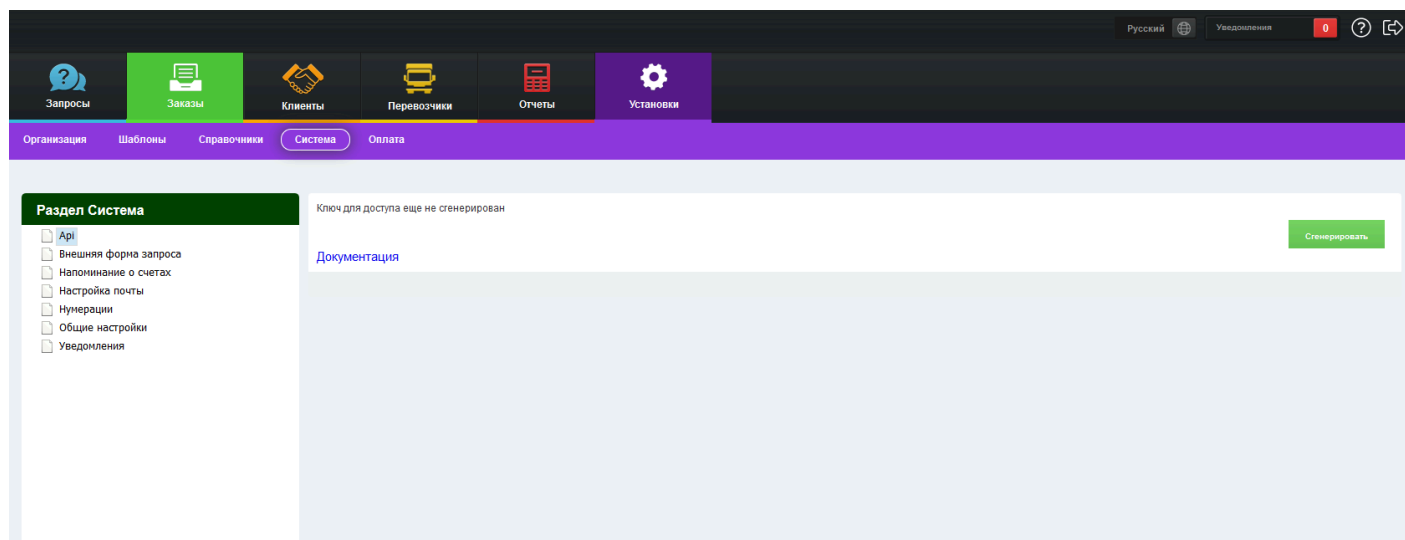 Русский
Уведомления
0
?
Запросы
Заказы
Клиенты
Перевозчики
Отчеты
Установки
Организация
Шаблоны
Справочники
Система
Оплата
Раздел Система
Api
Внешняя форма запроса
Напоминание о счетах
Настройка почты
Нумерации
Общие настройки
Уведомления
Ключ для доступа еще не сгенерирован
Сгенерировать
Документация